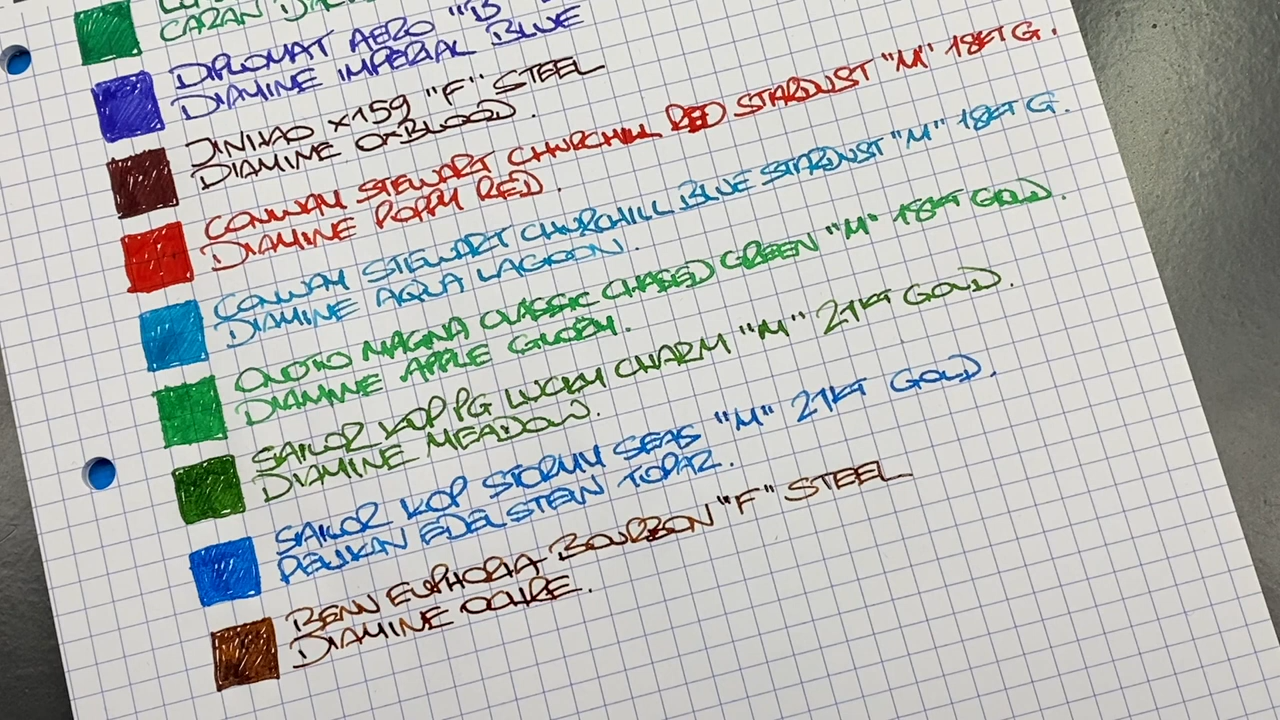 CARAN D'A
DIPLOMAT AERO "B"
DIAMINE IMPERIAL BLUE
JINHAO x159 "F" STEEL
DIAMINE OXBLOOD.
CONWAY STEWART CHURCHILL RED STARDUST "M" 18KT G.
DIAMINE POPPY RED.
CONWAY STEWART CHURCHILL BLUE STARDUST "M" 18KT G.
DIAMINE AQUA LAGOON.
ONOTO MAGNA CLASSIC CHASED GREEN "M" 18KT GOLD.
DIAMINE APPLE GLORY.
SAILOR KOP PG LUCKY CHARM "M" 21KT GOLD.
DIAMINE MEADOW.
SAILOR KOP STORMY SEAS "M" 21KT GOLD.
PELIKAN EDELSTEIN TOPAZ.
BENU EUPHORIA BOURBON "F" STEEL
DIAMINE OCHRE.